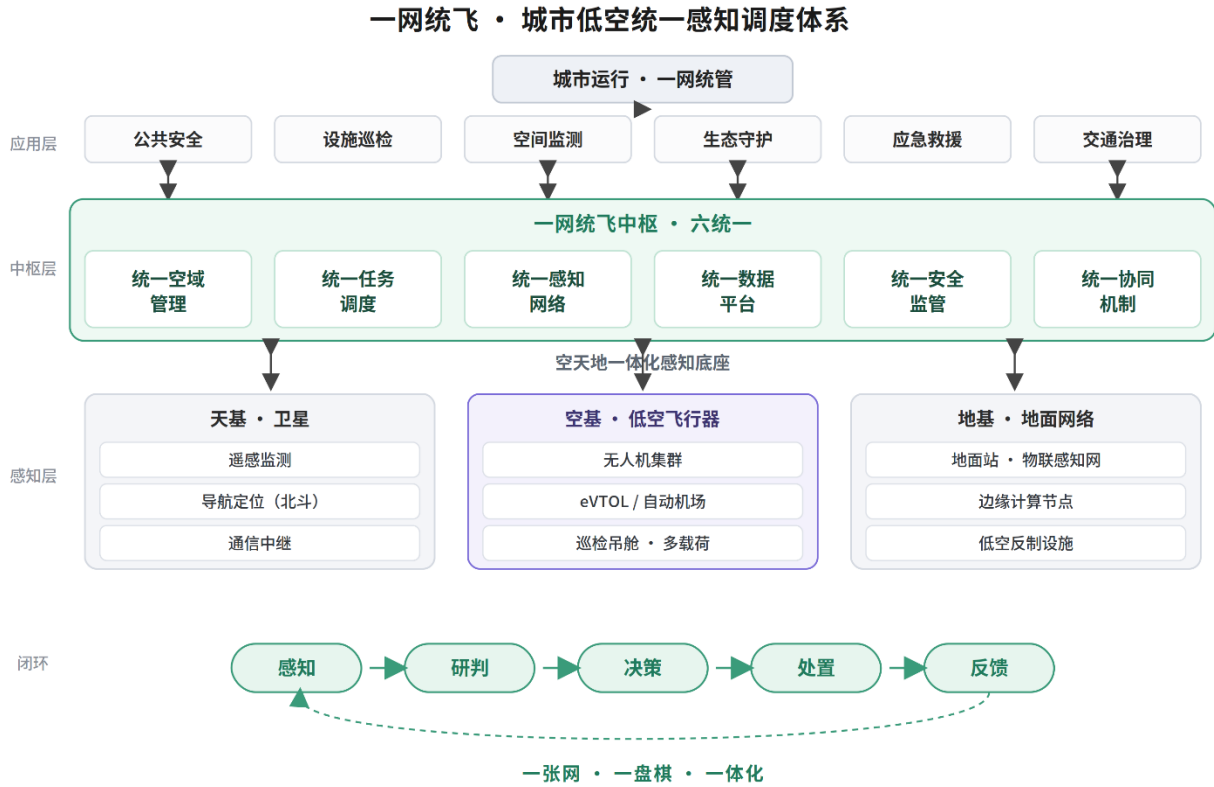 一网统飞 · 城市低空统一感知调度体系
城市运行 · 一网统管
应用层
公共安全
设施巡检
空间监测
生态守护
应急救援
交通治理
一网统飞中枢 · 六统一
中枢层
统一空域
管理
统一任务
调度
统一感知
网络
统一数据
平台
统一安全
监管
统一协同
机制
空天地一体化感知底座
感知层
天基 · 卫星
遥感监测
导航定位（北斗）
通信中继
空基 · 低空飞行器
无人机集群
eVTOL / 自动机场
巡检吊舱 · 多载荷
地基 · 地面网络
地面站 · 物联感知网
边缘计算节点
低空反制设施
闭环
感知
研判
决策
处置
反馈
一张网 · 一盘棋 · 一体化